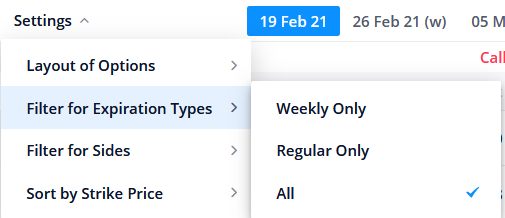 Settings 19 Feb 21 26 Feb 21 (w) 05 M
Call
Layout of Options
Filter for Expiration Types Weekly Only
Filter for Sides Regular Only
Sort by Strike Price All